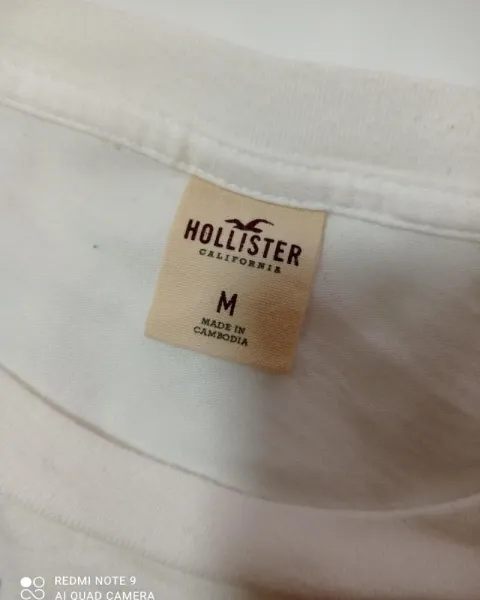 HOLLISTER
CALIFORNIA
M
MADE IN
CAMBODIA
REDMI NOTE 9
AI QUAD CAMERA